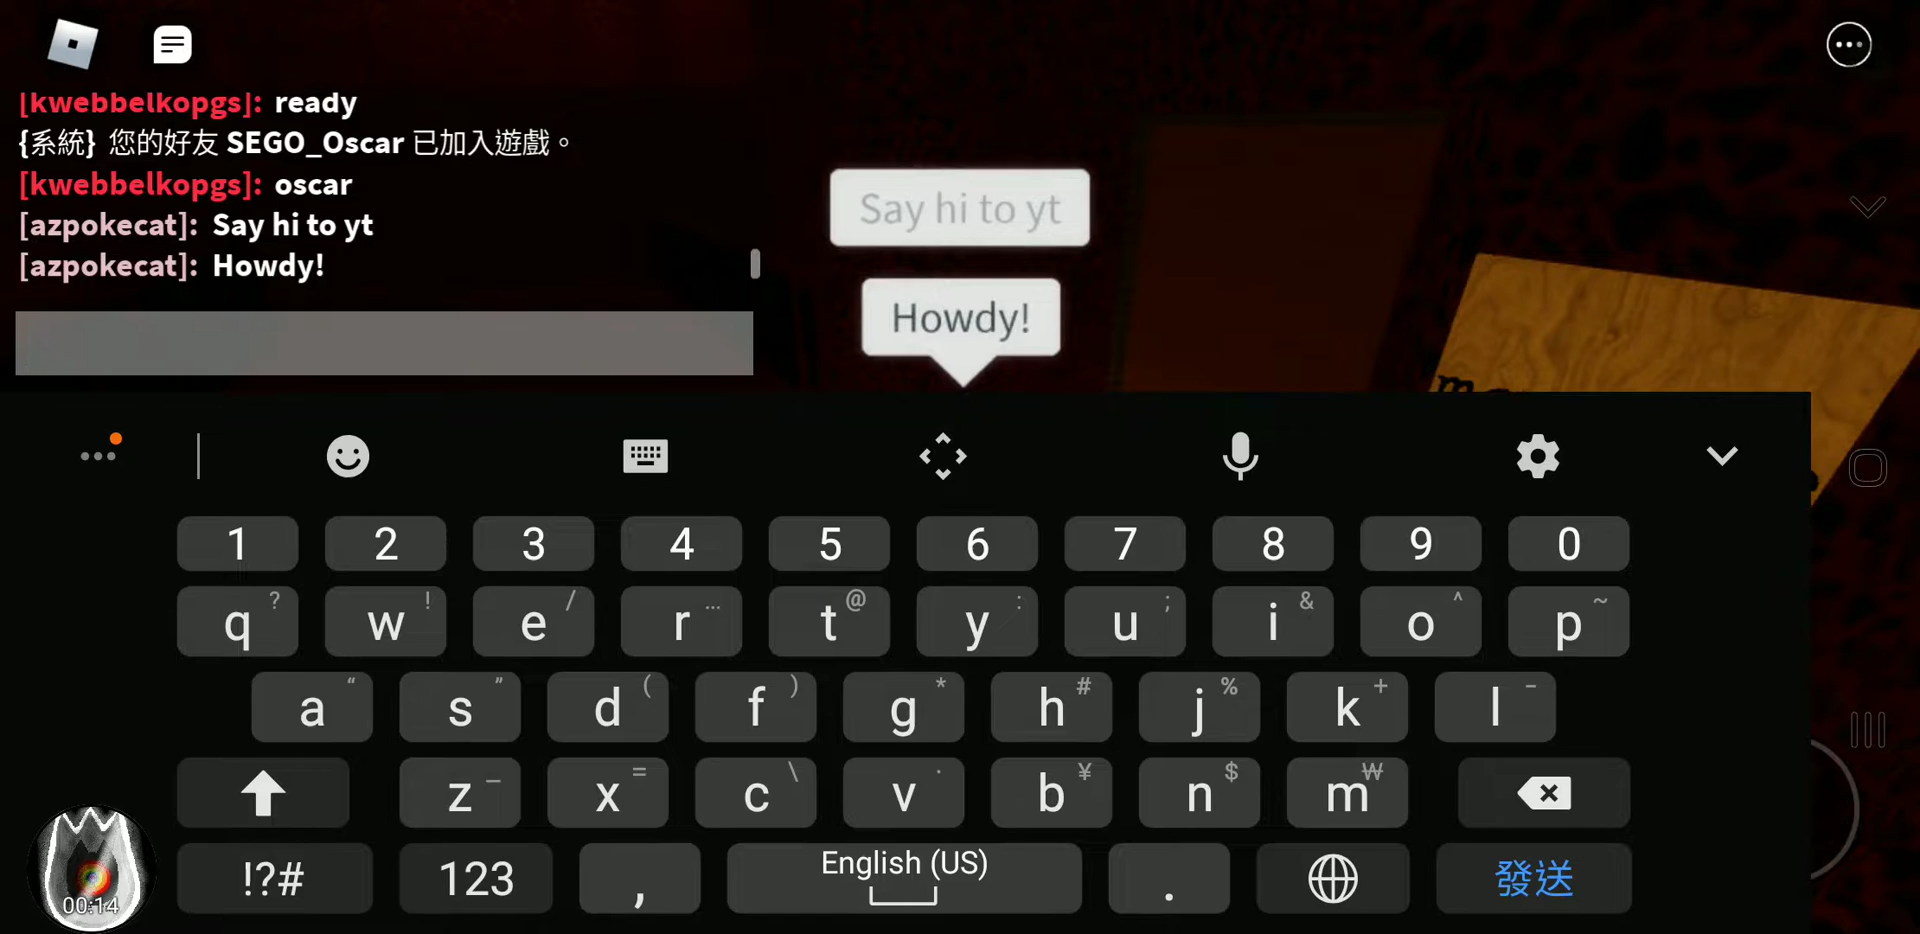 [kwebbelkopgs]: ready
{系統} 您的好友 SEGO_Oscar 已加入遊戲。
[kwebbelkopgs]: oscar
[azpokecat]: Say hi to yt
[azpokecat]: Howdy!
Say hi to yt
Howdy!
1 2 3 4 5 6 7 8 9 0
q ? w ! e / r … t @ y : u ; i & o ^ p ~
a “ s ” d ( f ) g * h # j % k + l -
z _ x = c \ v · b ¥ n $ m ₩
!?# 123 , English (US) . 發送
00:14